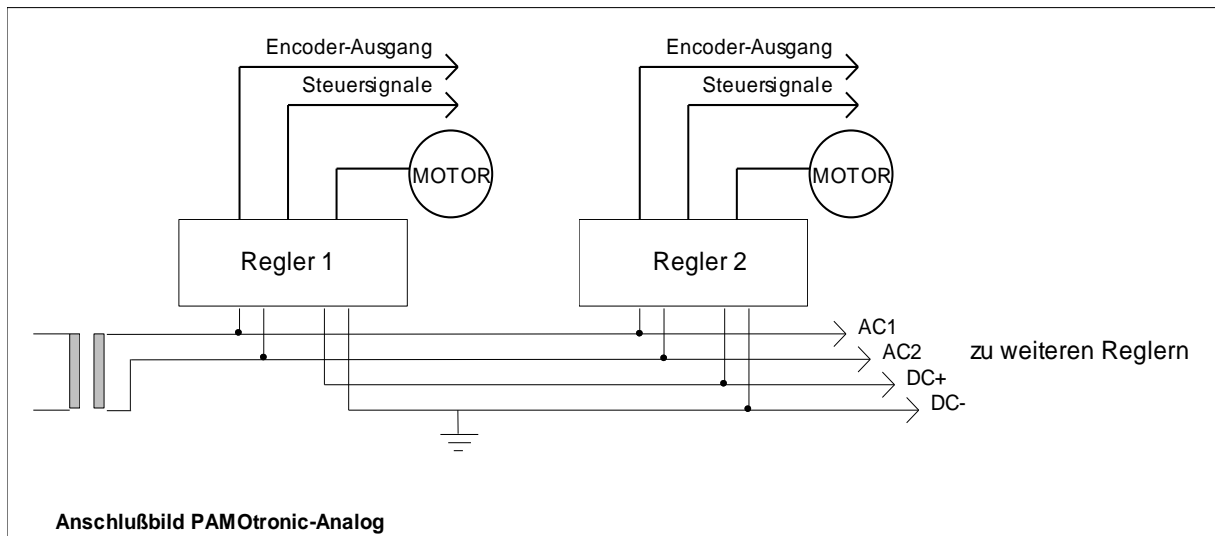 Encoder-Ausgang
Steuersignale
MOTOR
Regler 1
Encoder-Ausgang
Steuersignale
MOTOR
Regler 2
AC1
AC2
DC+
DC-
zu weiteren Reglern
Anschlußbild PAMOtronic-Analog